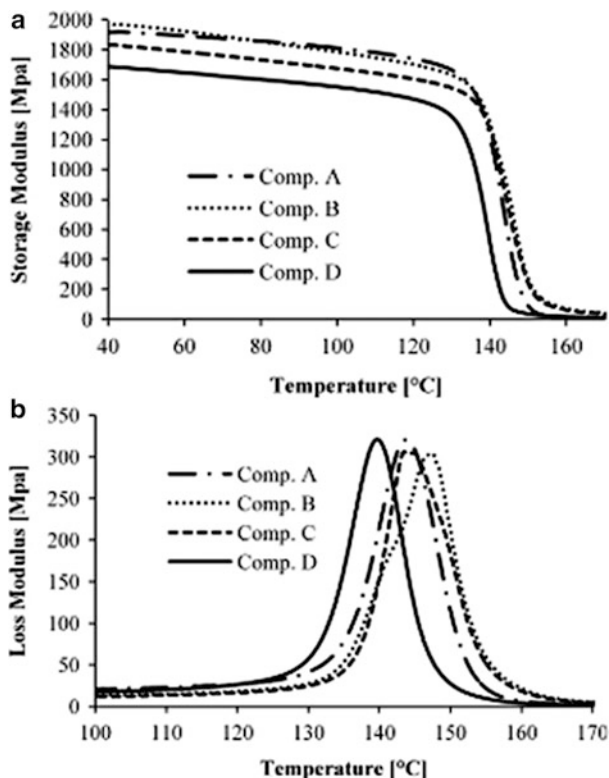 a
2000
1800
1600
1400
1200
1000
800
600
400
200
0
Storage Modulus [Mpa]
Comp. A
Comp. B
Comp. C
Comp. D
40 60 80 100 120 140 160
Temperature [°C]
b
350
300
250
200
150
100
50
0
Loss Modulus [Mpa]
Comp. A
Comp. B
Comp. C
Comp. D
100 110 120 130 140 150 160 170
Temperature [°C]